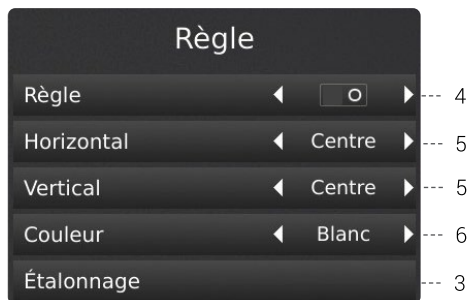 Règle
Règle 4
Horizontal Centre 5
Vertical Centre 5
Couleur Blanc 6
Étalonnage 3